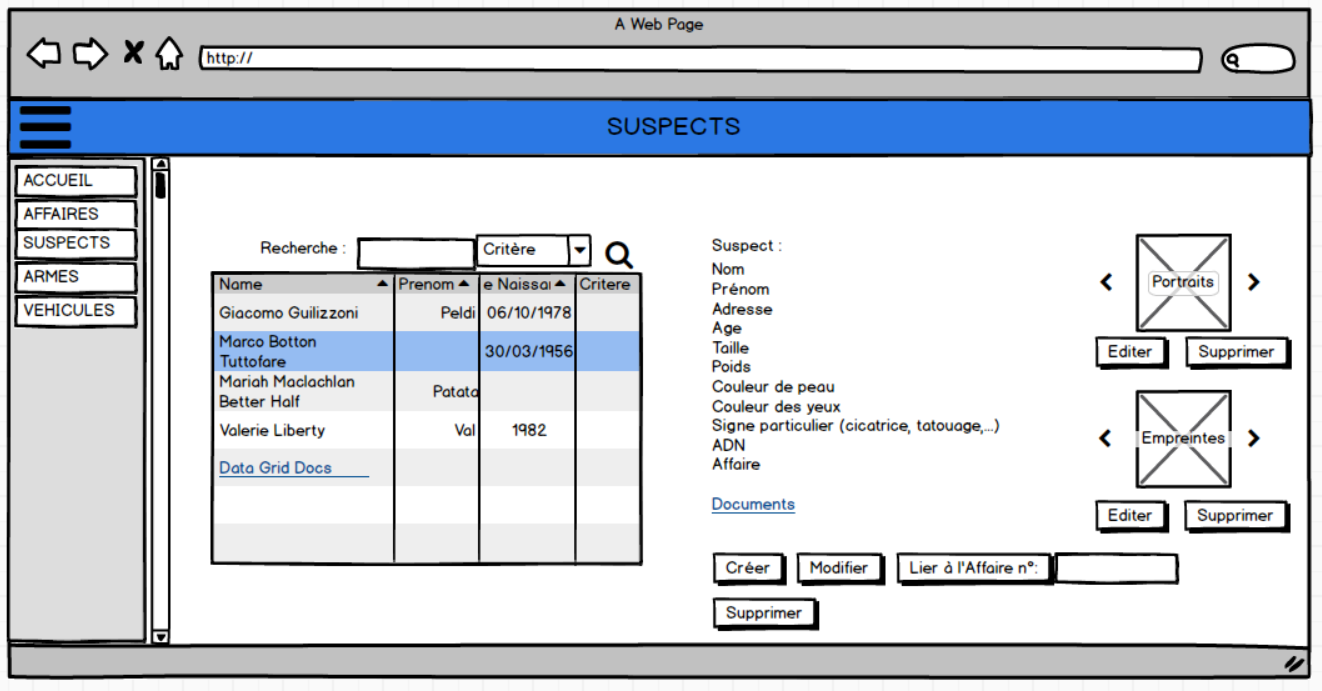 A Web Page
http://
SUSPECTS
ACCUEIL
AFFAIRES
SUSPECTS
ARMES
VEHICULES
Recherche :
Critère
Name
Prenom
e Naissai
Critere
Giacomo Guilizzoni
Peldi
06/10/1978
Marco Botton
Tuttofare
30/03/1956
Mariah Maclachlan
Better Half
Patata
Valerie Liberty
Val
1982
Data Grid Docs
Suspect :
Nom
Prénom
Adresse
Age
Taille
Poids
Couleur de peau
Couleur des yeux
Signe particulier (cicatrice, tatouage,...)
ADN
Affaire
Documents
Portraits
Editer
Supprimer
Empreintes
Editer
Supprimer
Créer
Modifier
Lier à l'Affaire n°:
Supprimer